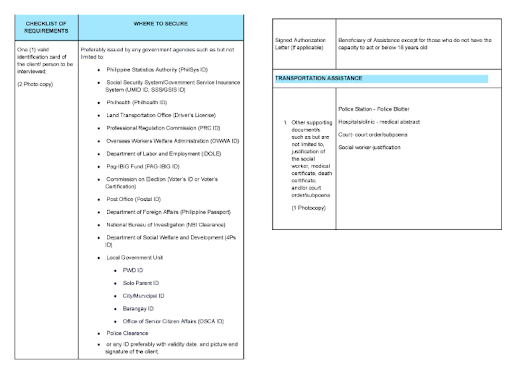 CHECKLIST OF
REQUIREMENTS
WHERE TO SECURE
One (1) valid
identification card of
the client/ person to be
interviewed;
(2 Photo copy)
Preferably issued by any government agencies such as but not
limited to:
• Philippine Statistics Authority (PhilSys ID)
• Social Security System/Government Service Insurance
System (UMID ID, SSS/GSIS ID)
• Philhealth (Philhealth ID)
• Land Transportation Office (Driver's License)
• Professional Regulation Commission (PRC ID)
• Overseas Workers Welfare Administration (OWWA ID)
• Department of Labor and Employment (iDOLE)
• Pag-IBIG Fund (PAG-IBIG ID)
• Commission on Election (Voter's ID or Voter's
Certification)
• Post Office (Postal ID)
• Department of Foreign Affairs (Philippine Passport)
• National Bureau of Investigation (NBI Clearance)
• Department of Social Welfare and Development (4Ps
ID)
• Local Government Unit
• PWD ID
• Solo Parent ID
• City/Municipal ID
• Barangay ID
• Office of Senior Citizen Affairs (OSCA ID)
• Police Clearance
• or any ID preferably with validity date, and picture and
signature of the client;
Signed Authorization
Letter (if applicable)
Beneficiary of Assistance except for those who do not have the
capacity to act or below 18 years old
TRANSPORTATION ASSISTANCE
1. Other supporting
document/s
such as but are
not limited to,
justification of
the social
worker, medical
certificate, death
certificate,
and/or court
order/subpoena
(1 Photocopy)
Police Station - Police Blotter
Hospital/clinic - medical abstract
Court- court order/subpoena
Social worker-justification